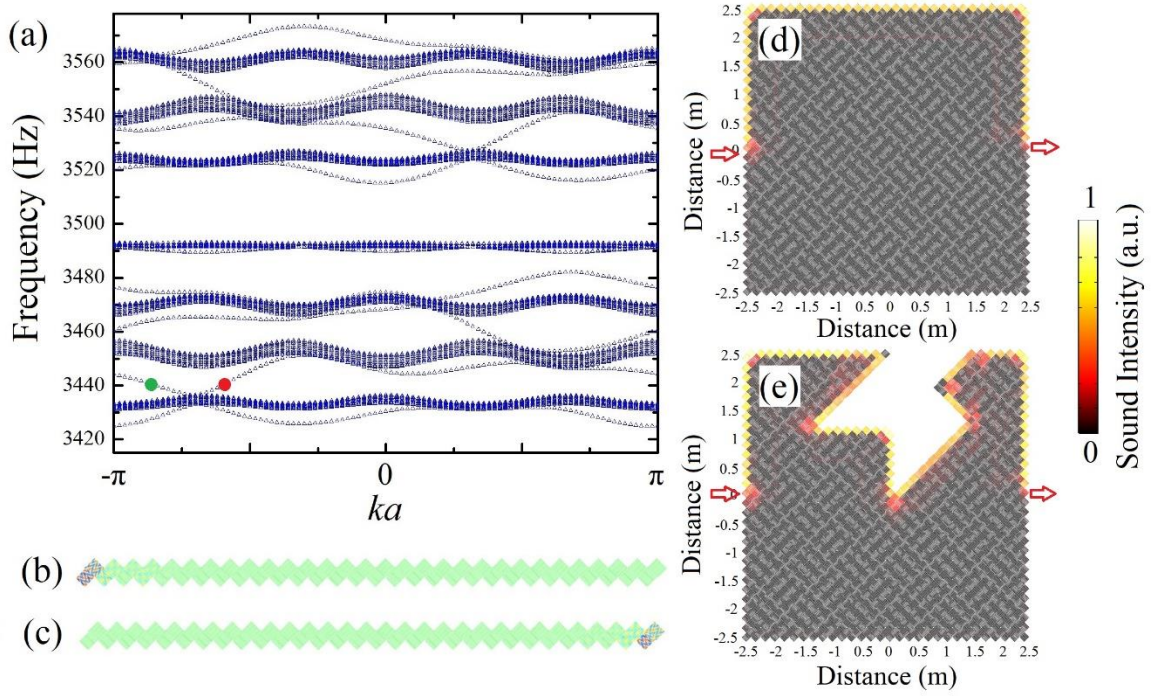 (a)
Frequency (Hz)
3560
3540
3520
3500
3480
3460
3440
3420
-π
0
π
ka
(b)
(c)
(d)
Distance (m)
2.5
2
1.5
1
0.5
0
-0.5
-1
-1.5
-2
-2.5
-2.5 -2 -1.5 -1 -0.5 0 0.5 1 1.5 2 2.5
Distance (m)
(e)
Distance (m)
2.5
2
1.5
1
0.5
0
-0.5
-1
-1.5
-2
-2.5
-2.5 -2 -1.5 -1 -0.5 0 0.5 1 1.5 2 2.5
Distance (m)
1
0
Sound Intensity (a.u.)